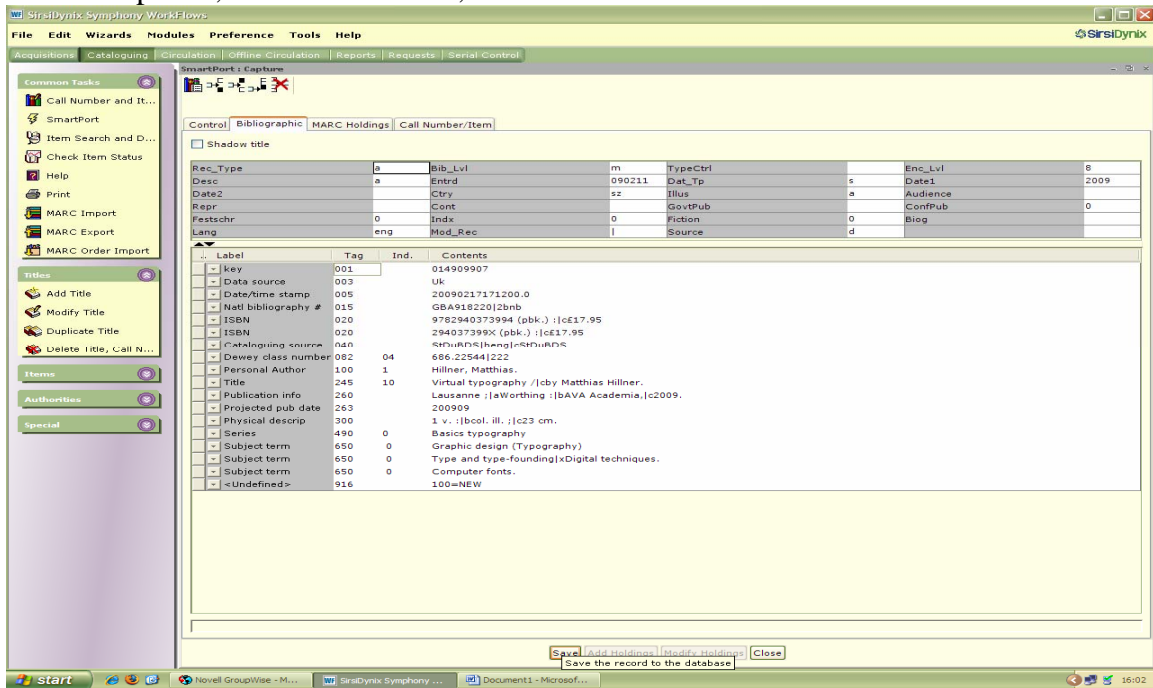 SirsiDynix Symphony WorkFlows
File Edit Wizards Modules Preference Tools Help
SirsiDynix
Acquisitions Cataloguing Circulation Offline Circulation Reports Requests Serial Control
SmartPort : Capture
Common Tasks
Call Number and It...
SmartPort
Item Search and D...
Check Item Status
Help
Print
MARC Import
MARC Export
MARC Order Import
Titles
Add Title
Modify Title
Duplicate Title
Delete Title, Call N...
Items
Authorities
Special
Control Bibliographic MARC Holdings Call Number/Item
Shadow title
Rec_Type a Bib_Lvl m TypeCtrl Enc_Lvl 8
Desc a Entrd 090211 Dat_Tp s Date1 2009
Date2 Ctry sz Illus a Audience
Repr Cont GovtPub ConfPub 0
Festschr 0 Indx 0 Fiction 0 Biog
Lang eng Mod_Rec | Source d
.. Label Tag Ind. Contents
key 001 014909907
Data source 003 Uk
Date/time stamp 005 20090217171200.0
Natl bibliography # 015 GBA918220|2bnb
ISBN 020 9782940373994 (pbk.) :|c£17.95
ISBN 020 294037399X (pbk.) :|c£17.95
Cataloguing source 040 StDuBDS|beng|cStDuBDS
Dewey class number 082 04 686.22544|222
Personal Author 100 1 Hillner, Matthias.
Title 245 10 Virtual typography /|cby Matthias Hillner.
Publication info 260 Lausanne ;|aWorthing :|bAVA Academia,|c2009.
Projected pub date 263 200909
Physical descrip 300 1 v. :|bcol. ill. ;|c23 cm.
Series 490 0 Basics typography
Subject term 650 0 Graphic design (Typography)
Subject term 650 0 Type and type-founding|xDigital techniques.
Subject term 650 0 Computer fonts.
<Undefined> 916 100=NEW
Save Add Holdings Modify Holdings Close
Save the record to the database
start Novell GroupWise - M... SirsiDynix Symphony ... Document1 - Microsof... 16:02